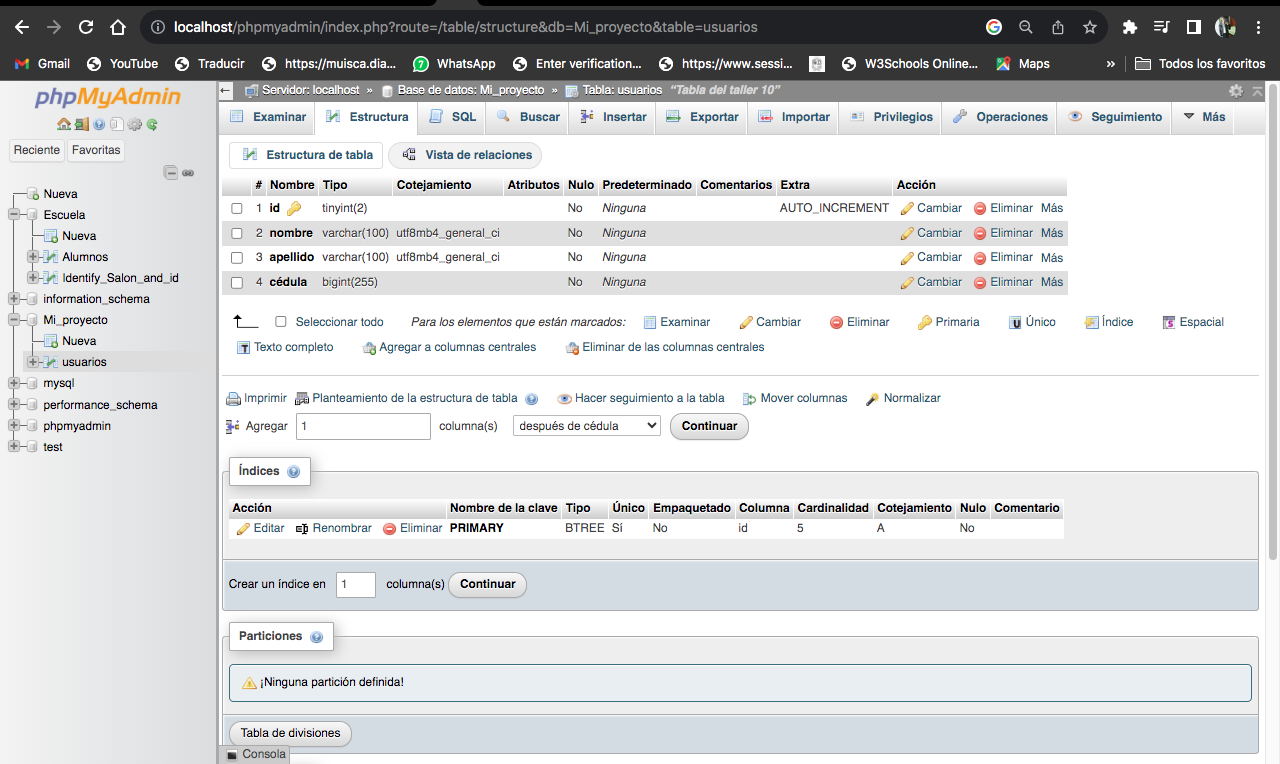 localhost/phpmyadmin/index.php?route=/table/structure&db=Mi_proyecto&table=usuarios
Gmail YouTube Traducir https://muisca.dia... WhatsApp Enter verification... https://www.sessi... W3Schools Online... Maps » Todos los favoritos
phpMyAdmin
Reciente Favoritas
Nueva
Escuela
Nueva
Alumnos
Identify_Salon_and_id
information_schema
Mi_proyecto
Nueva
usuarios
mysql
performance_schema
phpmyadmin
test
Servidor: localhost » Base de datos: Mi_proyecto » Tabla: usuarios "Tabla del taller 10"
Examinar Estructura SQL Buscar Insertar Exportar Importar Privilegios Operaciones Seguimiento Más
Estructura de tabla Vista de relaciones
# Nombre Tipo Cotejamiento Atributos Nulo Predeterminado Comentarios Extra Acción
1 id tinyint(2) No Ninguna AUTO_INCREMENT Cambiar Eliminar Más
2 nombre varchar(100) utf8mb4_general_ci No Ninguna Cambiar Eliminar Más
3 apellido varchar(100) utf8mb4_general_ci No Ninguna Cambiar Eliminar Más
4 cédula bigint(255) No Ninguna Cambiar Eliminar Más
Seleccionar todo Para los elementos que están marcados: Examinar Cambiar Eliminar Primaria Único Índice Espacial
Texto completo Agregar a columnas centrales Eliminar de las columnas centrales
Imprimir Planteamiento de la estructura de tabla Hacer seguimiento a la tabla Mover columnas Normalizar
Agregar 1 columna(s) después de cédula Continuar
Índices
Acción Nombre de la clave Tipo Único Empaquetado Columna Cardinalidad Cotejamiento Nulo Comentario
Editar Renombrar Eliminar PRIMARY BTREE Sí No id 5 A No
Crear un índice en 1 columna(s) Continuar
Particiones
¡Ninguna partición definida!
Tabla de divisiones
Consola